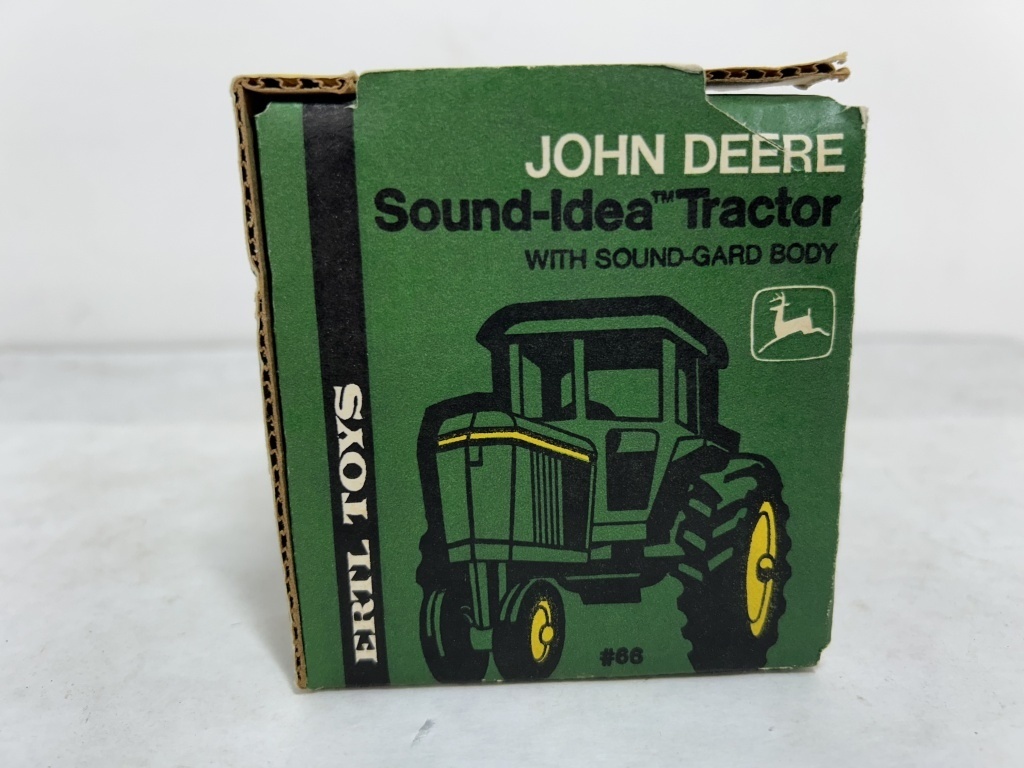 JOHN DEERE
Sound-Idea™ Tractor
WITH SOUND-GARD BODY
ERTL TOYS
#66